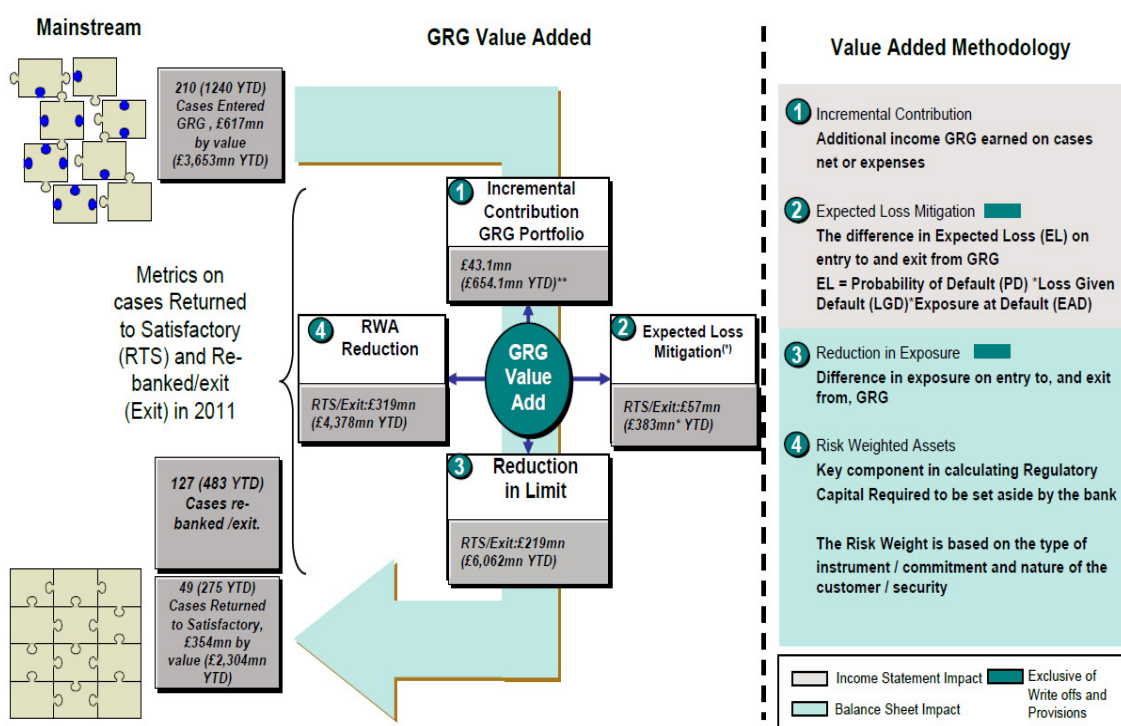 Mainstream
210 (1240 YTD)
Cases Entered
GRG , £617mn
by value
(£3,653mn YTD)
Metrics on
cases Returned
to Satisfactory
(RTS) and Re-
banked/exit
(Exit) in 2011
127 (483 YTD)
Cases re-
banked /exit.
49 (275 YTD)
Cases Returned
to Satisfactory,
£354mn by
value (£2,304mn
YTD)
GRG Value Added
1
Incremental
Contribution
GRG Portfolio
£43.1mn
(£654.1mn YTD)**
4
RWA
Reduction
RTS/Exit:£319mn
(£4,378mn YTD)
GRG
Value
Add
2
Expected Loss
Mitigation(*)
RTS/Exit:£57mn
(£383mn* YTD)
3
Reduction
in Limit
RTS/Exit:£219mn
(£6,062mn YTD)
Value Added Methodology
1 Incremental Contribution
Additional income GRG earned on cases
net or expenses
2 Expected Loss Mitigation
The difference in Expected Loss (EL) on
entry to and exit from GRG
EL = Probability of Default (PD) *Loss Given
Default (LGD)*Exposure at Default (EAD)
3 Reduction in Exposure
Difference in exposure on entry to, and exit
from, GRG
4 Risk Weighted Assets
Key component in calculating Regulatory
Capital Required to be set aside by the bank
The Risk Weight is based on the type of
instrument / commitment and nature of the
customer / security
Income Statement Impact
Balance Sheet Impact
Exclusive of
Write offs and
Provisions